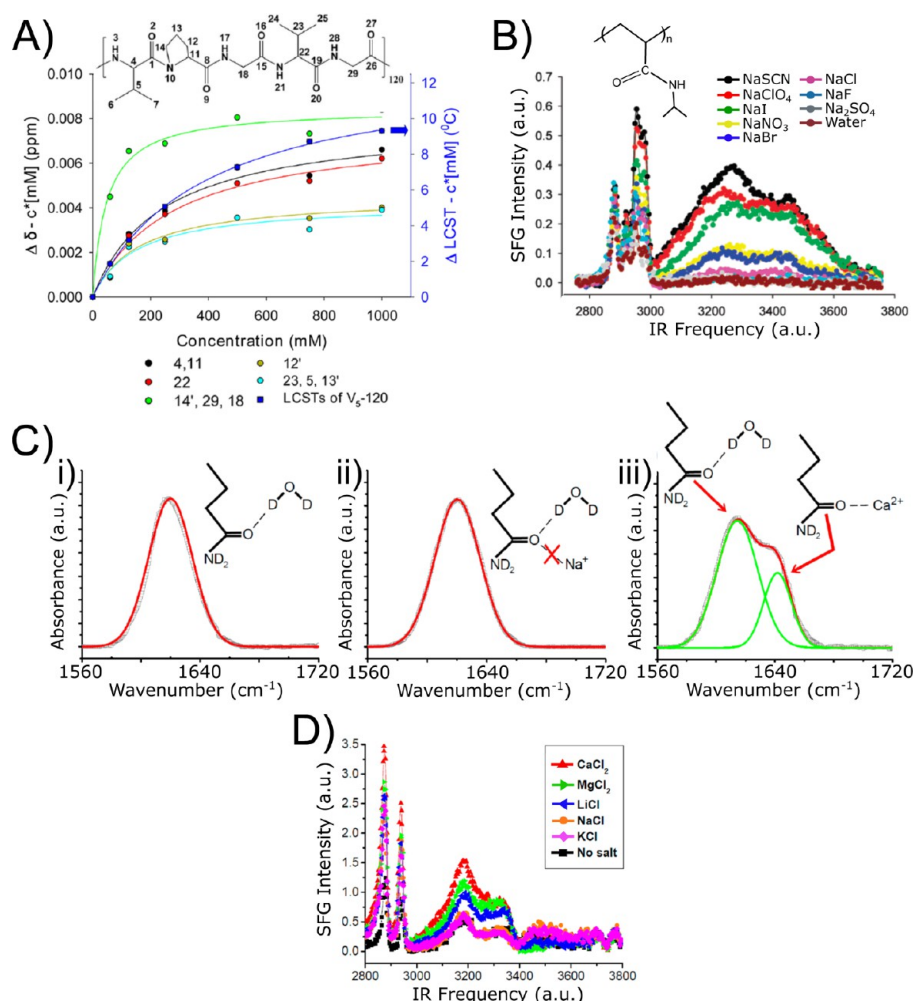 A)
3 2 13 14 12 17 16 24 25 23 28 27
4 1 11 8 15 22 19 26
5 10 18 29
6 7 9 21 20
120
0.010 12
0.008 10
8
0.006
6
0.004
4
0.002
2
0.000 0
0 200 400 600 800 1000
Δ δ - c*[mM] (ppm)
Δ LCST - c*[mM] (⁰C)
Concentration (mM)
4,11 12'
22 23, 5, 13'
14', 29, 18 LCSTs of V₅-120
B)
n
O
NH
NaSCN NaCl
NaClO₄ NaF
NaI Na₂SO₄
NaNO₃ Water
NaBr
SFG Intensity (a.u.)
0.7
0.6
0.5
0.4
0.3
0.2
0.1
0.0
2800 3000 3200 3400 3600 3800
IR Frequency (a.u.)
C)
i)
O
D D
O
ND₂
Absorbance (a.u.)
1560 1640 1720
Wavenumber (cm⁻¹)
ii)
O
D D
O
ND₂ Na⁺
Absorbance (a.u.)
1560 1640 1720
Wavenumber (cm⁻¹)
iii)
O
D D
O
ND₂
O Ca²⁺
ND₂
Absorbance (a.u.)
1560 1640 1720
Wavenumber (cm⁻¹)
D)
SFG Intensity (a.u.)
3.5
3.0
2.5
2.0
1.5
1.0
0.5
0.0
CaCl₂
MgCl₂
LiCl
NaCl
KCl
No salt
2800 3000 3200 3400 3600 3800
IR Frequency (a.u.)